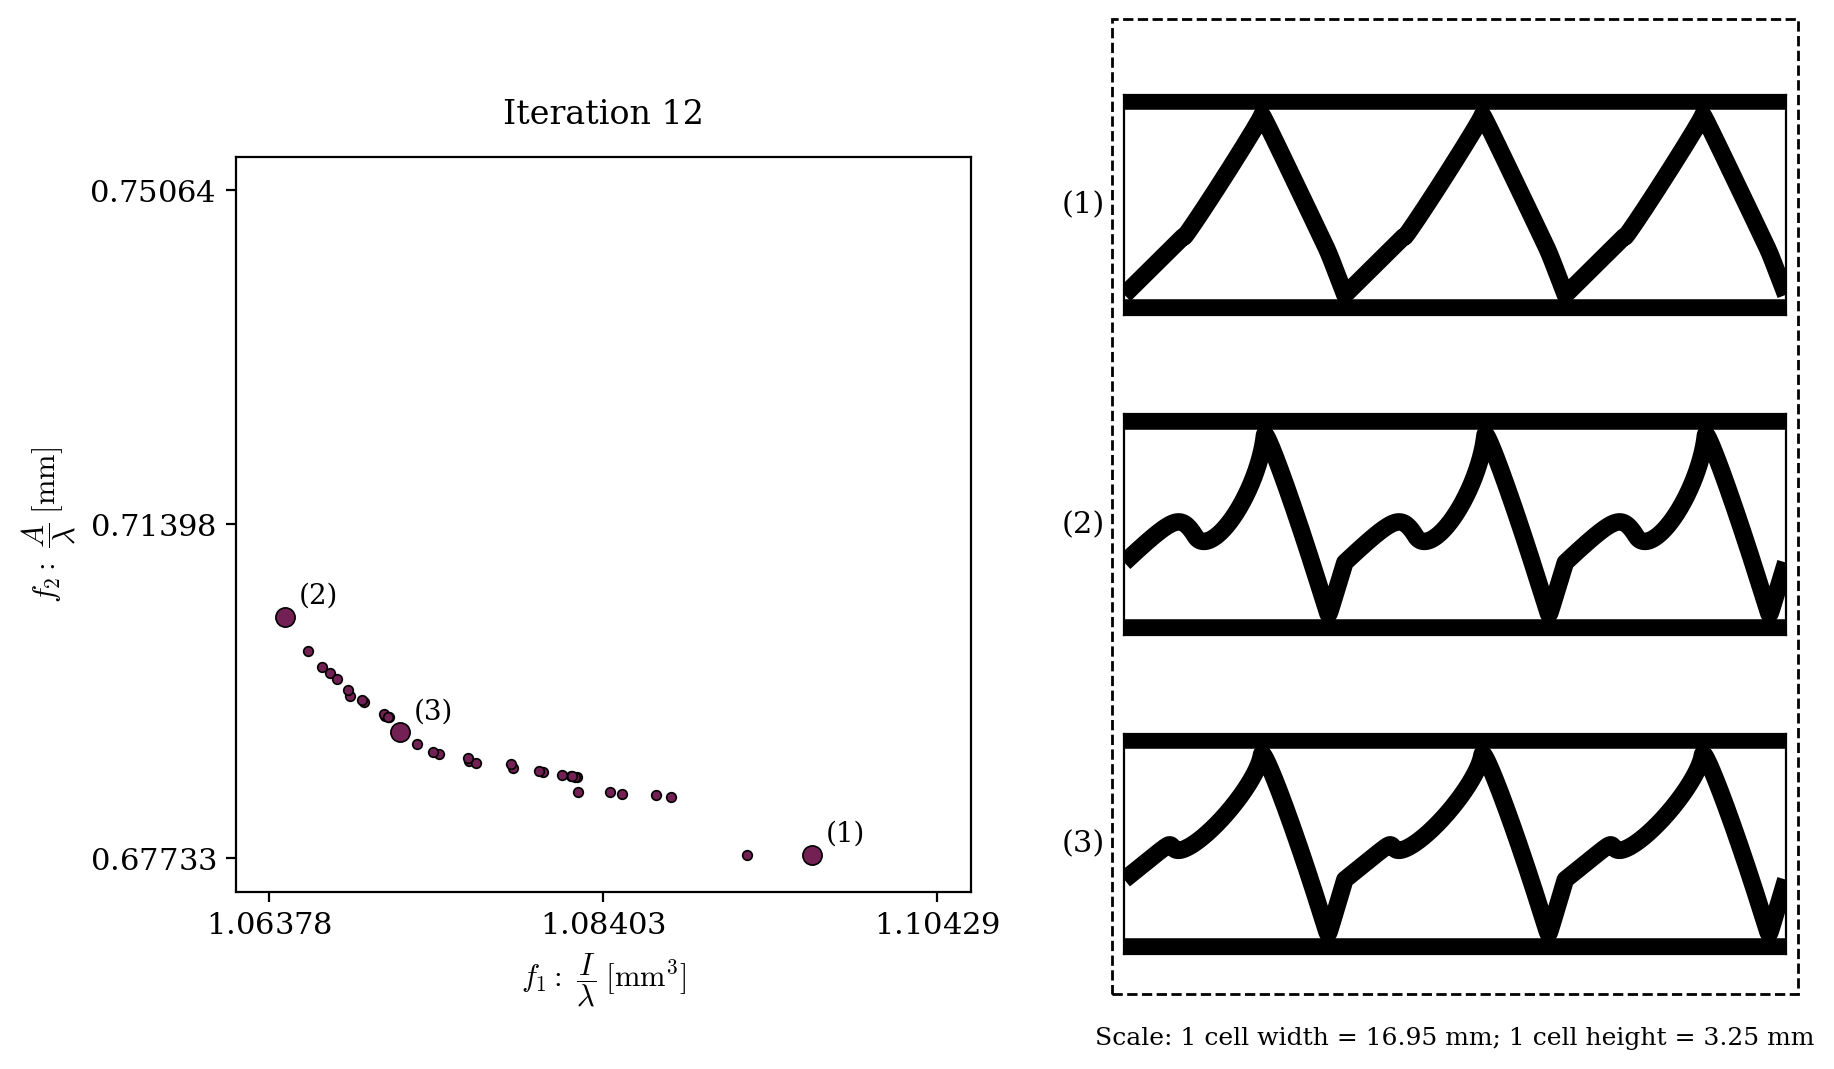 Iteration 12
0.75064
0.71398
0.67733
f₂ : A/λ [mm]
(2)
(3)
(1)
1.06378 1.08403 1.10429
f₁ : I/λ [mm³]
(1)
(2)
(3)
Scale: 1 cell width = 16.95 mm; 1 cell height = 3.25 mm